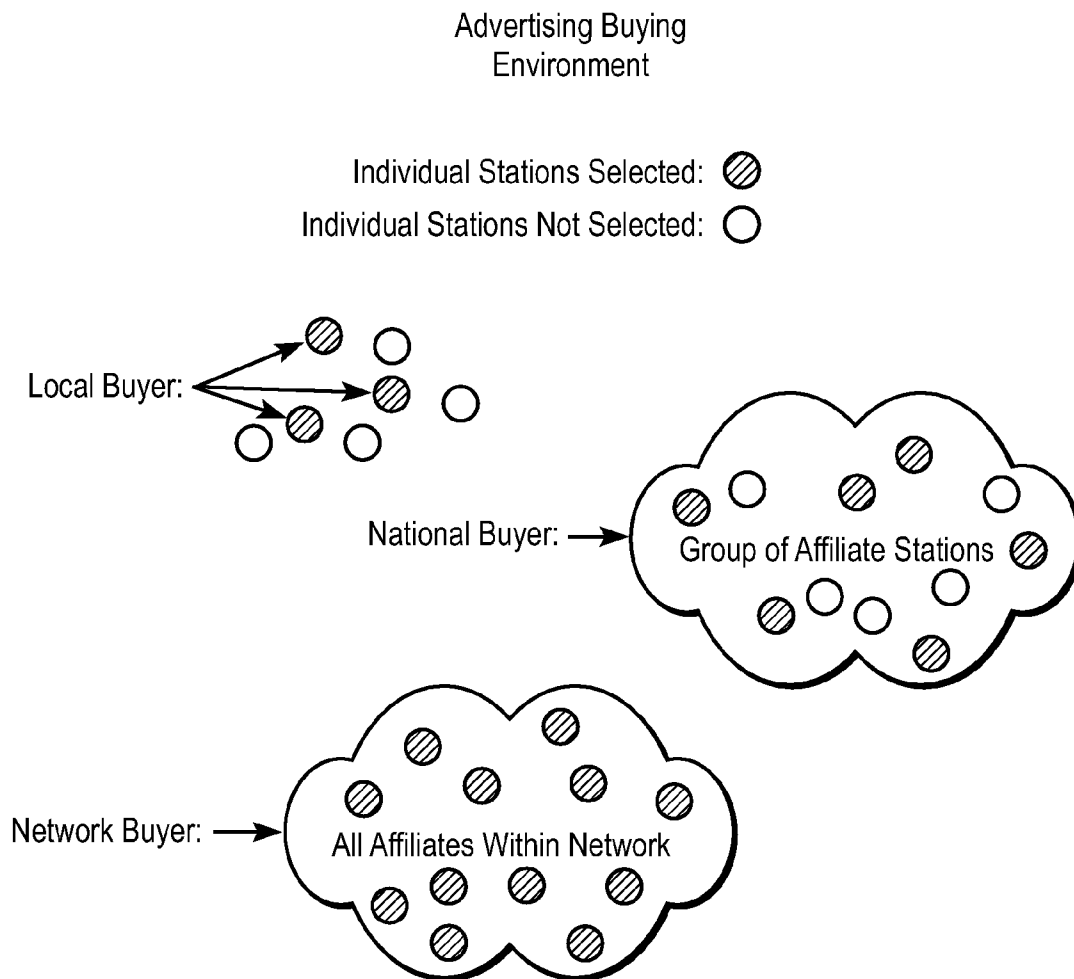 Advertising Buying
Environment
Individual Stations Selected:
Individual Stations Not Selected:
Local Buyer:
National Buyer:
Group of Affiliate Stations
Network Buyer:
All Affiliates Within Network